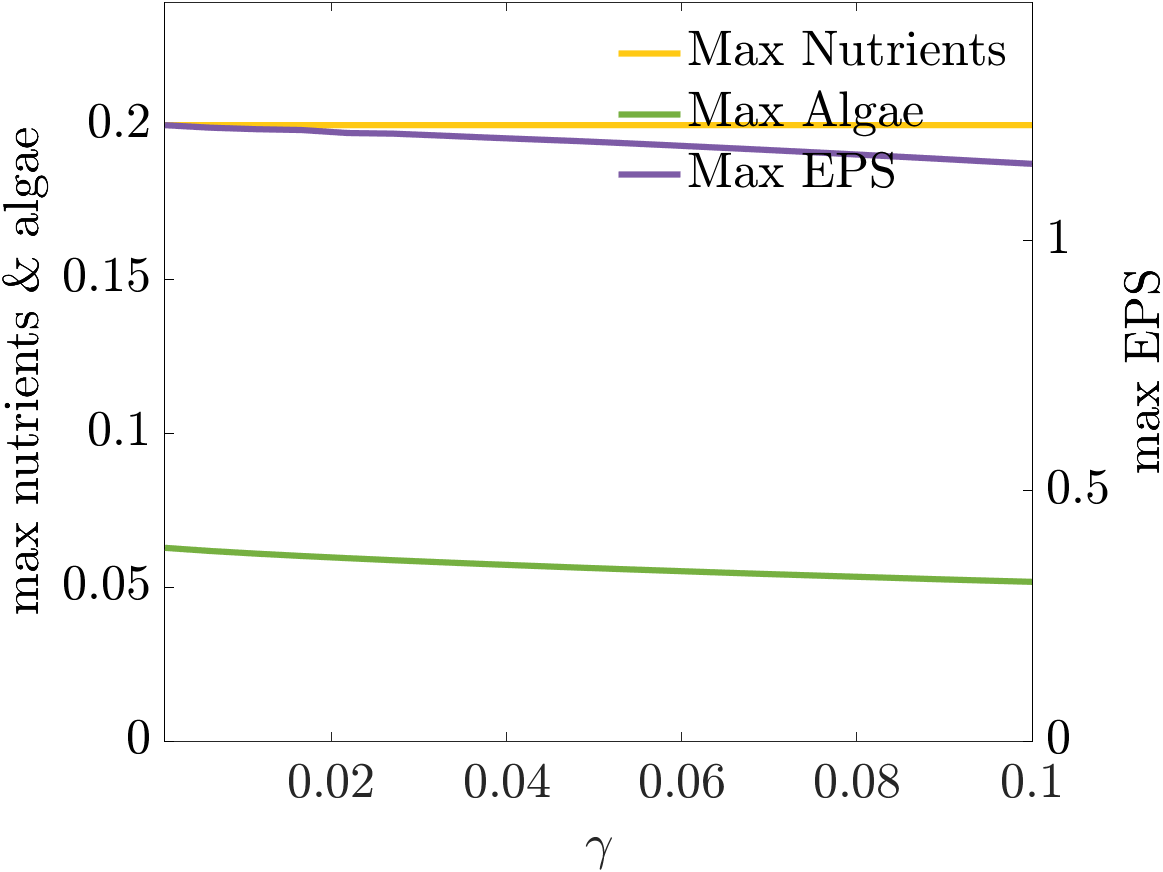 Max Nutrients
Max Algae
Max EPS
max nutrients & algae
0.2
0.15
0.1
0.05
0
max EPS
1
0.5
0
0.02 0.04 0.06 0.08 0.1
γ